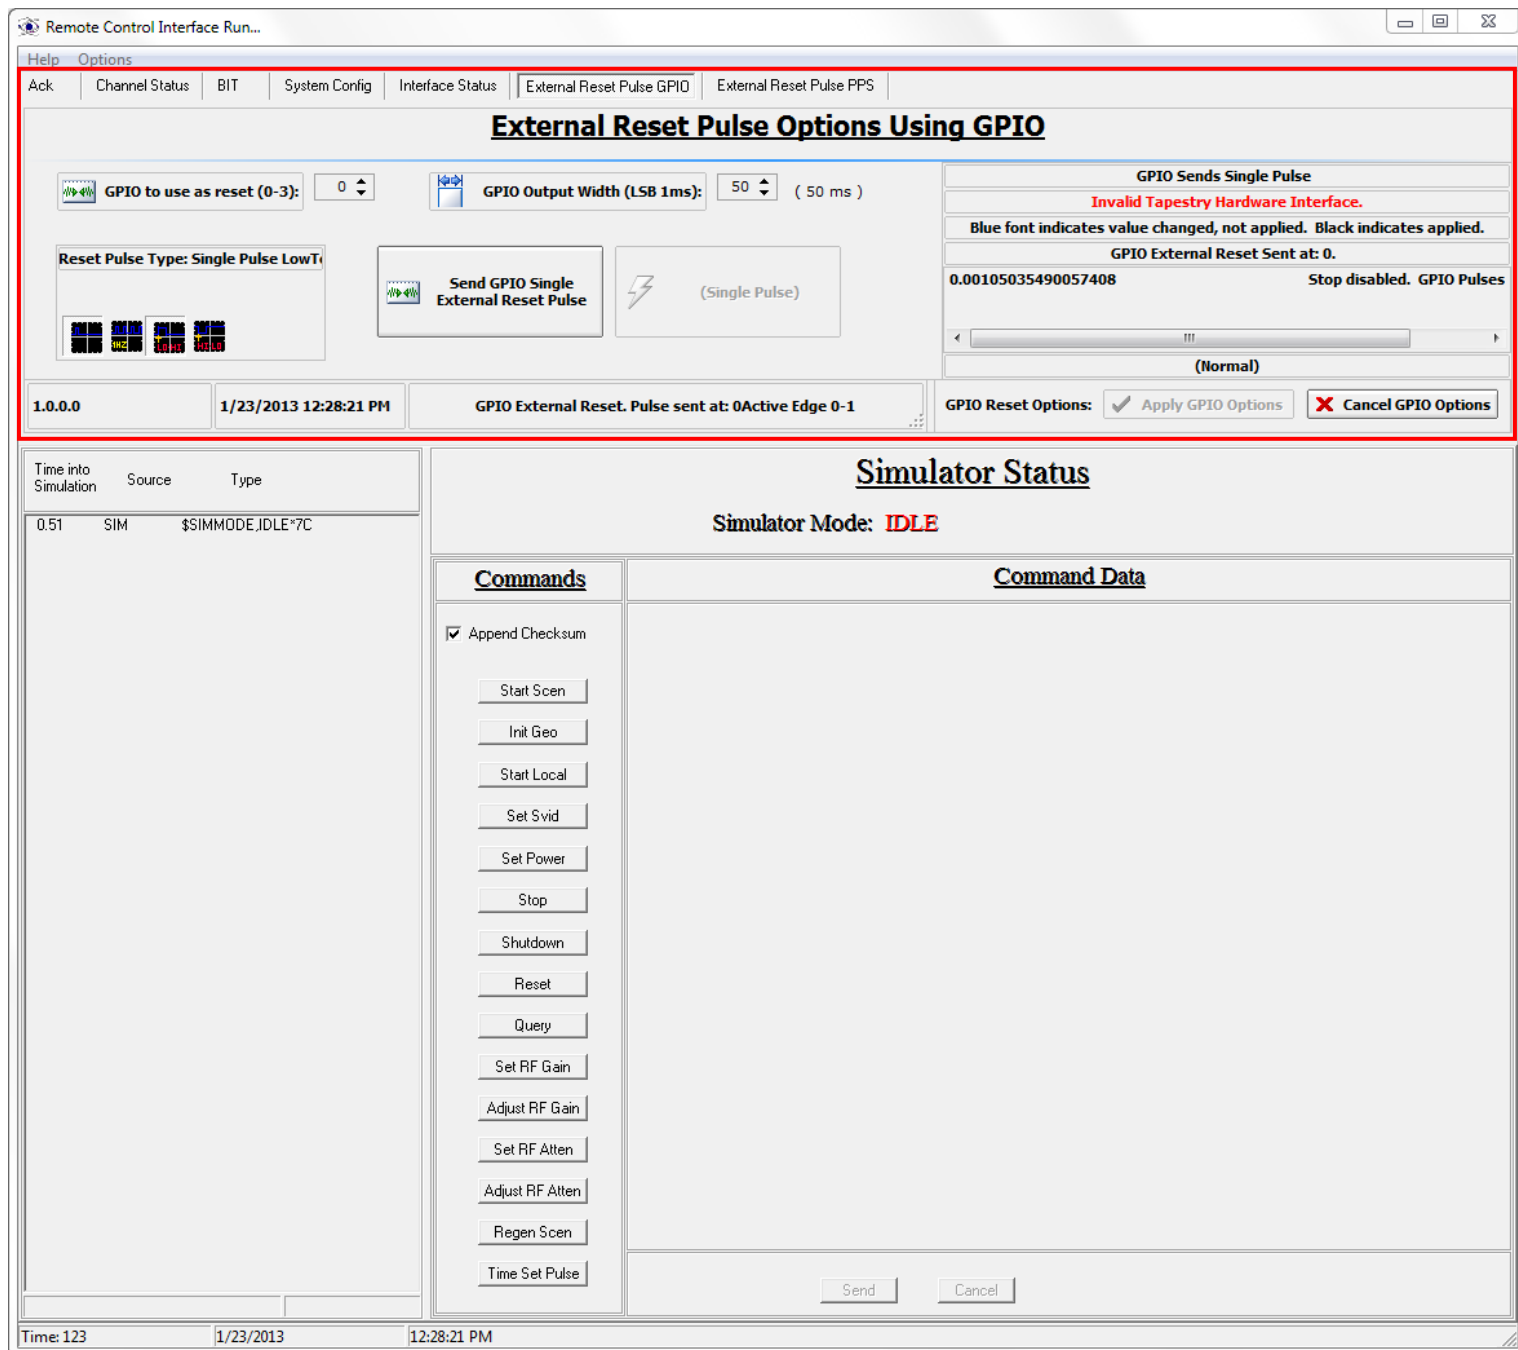 Remote Control Interface Run...
Help Options
Ack Channel Status BIT System Config Interface Status External Reset Pulse GPIO External Reset Pulse PPS
External Reset Pulse Options Using GPIO
GPIO to use as reset (0-3): 0
GPIO Output Width (LSB 1ms): 50 ( 50 ms )
GPIO Sends Single Pulse
Invalid Tapestry Hardware Interface.
Blue font indicates value changed, not applied. Black indicates applied.
GPIO External Reset Sent at: 0.
0.00105035490057408 Stop disabled. GPIO Pulses
(Normal)
Reset Pulse Type: Single Pulse LowT
1HZ LO-HI HI-LO
Send GPIO Single
External Reset Pulse
(Single Pulse)
1.0.0.0
1/23/2013 12:28:21 PM
GPIO External Reset. Pulse sent at: 0Active Edge 0-1
GPIO Reset Options: Apply GPIO Options Cancel GPIO Options
Time into
Simulation Source Type
0.51 SIM $SIMMODE,IDLE*7C
Simulator Status
Simulator Mode: IDLE
Commands
Append Checksum
Start Scen
Init Geo
Start Local
Set Svid
Set Power
Stop
Shutdown
Reset
Query
Set RF Gain
Adjust RF Gain
Set RF Atten
Adjust RF Atten
Regen Scen
Time Set Pulse
Command Data
Send Cancel
Time: 123 1/23/2013 12:28:21 PM